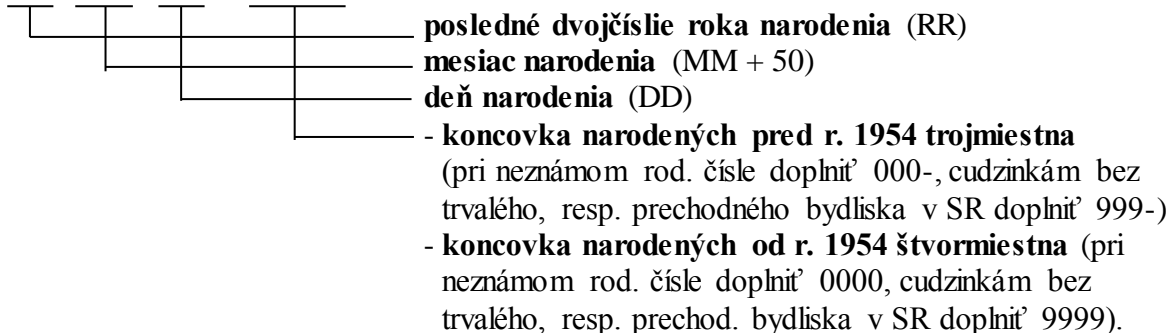 posledné dvojčíslie roka narodenia (RR)
mesiac narodenia (MM + 50)
deň narodenia (DD)
- koncovka narodených pred r. 1954 trojmiestna
(pri neznámom rod. čísle doplniť 000-, cudzinkám bez
trvalého, resp. prechodného bydliska v SR doplniť 999-)
- koncovka narodených od r. 1954 štvormiestna (pri
neznámom rod. čísle doplniť 0000, cudzinkám bez
trvalého, resp. prechod. bydliska v SR doplniť 9999).